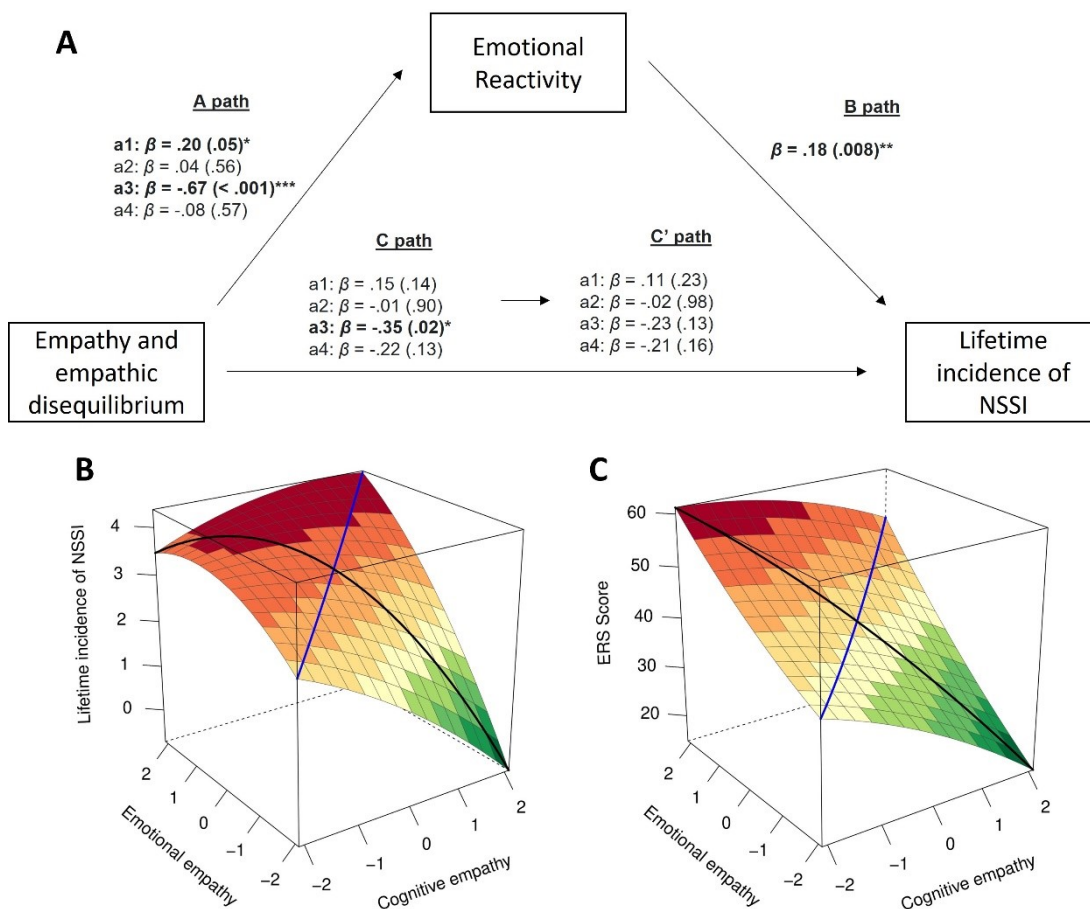 A
Emotional
Reactivity
A path
a1: β = .20 (.05)*
a2: β = .04 (.56)
a3: β = -.67 (< .001)***
a4: β = -.08 (.57)
B path
β = .18 (.008)**
C path
a1: β = .15 (.14)
a2: β = -.01 (.90)
a3: β = -.35 (.02)*
a4: β = -.22 (.13)
C' path
a1: β = .11 (.23)
a2: β = -.02 (.98)
a3: β = -.23 (.13)
a4: β = -.21 (.16)
Empathy and
empathic
disequilibrium
Lifetime
incidence of
NSSI
B
Lifetime incidence of NSSI
4
3
2
1
0
2
1
0
−1
−2
Emotional empathy
−2
−1
0
1
2
Cognitive empathy
C
ERS Score
60
50
40
30
20
2
1
0
−1
−2
Emotional empathy
−2
−1
0
1
2
Cognitive empathy